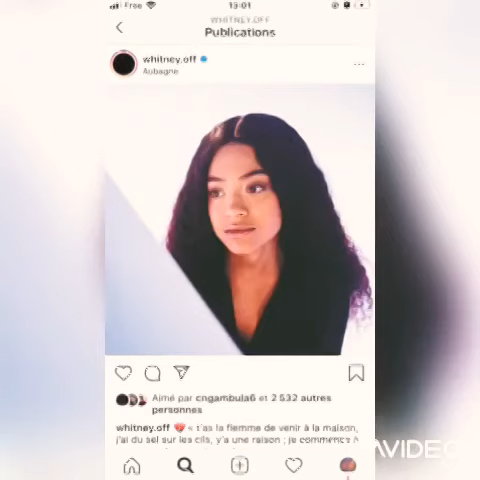 Free 13:01
WHITNEY.OFF
Publications
whitney.off
Aubagne
Aimé par cngambula6 et 2 532 autres
personnes
whitney.off ❤️ « t'as la flemme de venir à la maison,
j'ai du sel sur les cils, y'a une raison ; je commence
AVIDEO